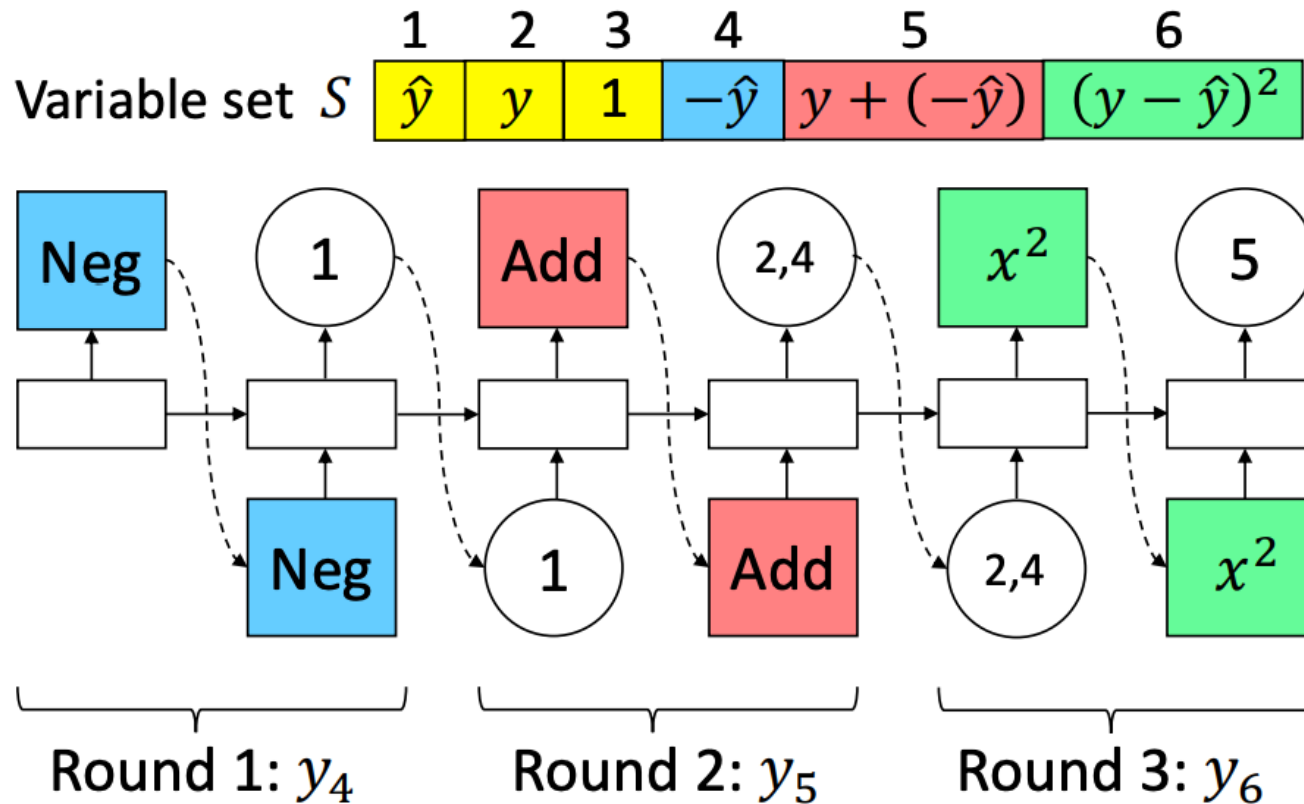 1 2 3 4 5 6
Variable set S ŷ y 1 −ŷ y + (−ŷ) (y − ŷ)²
Neg 1 Add 2,4 x² 5
Neg 1 Add 2,4 x²
Round 1: y₄ Round 2: y₅ Round 3: y₆